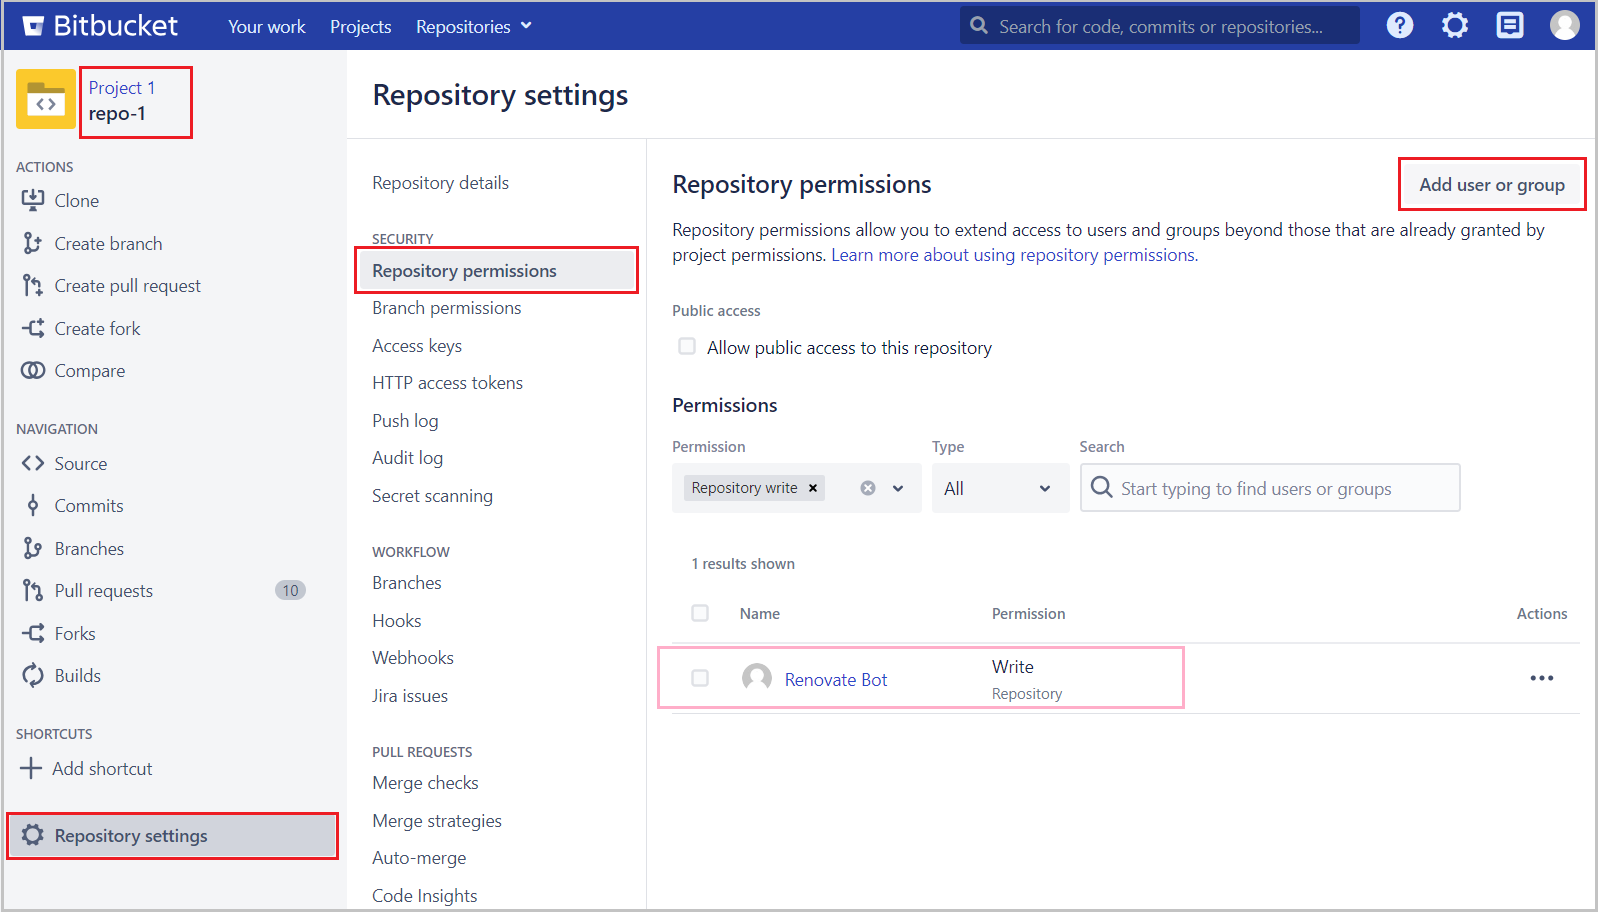 Bitbucket
Your work Projects Repositories
Search for code, commits or repositories...
Project 1
repo-1
ACTIONS
Clone
Create branch
Create pull request
Create fork
Compare
NAVIGATION
Source
Commits
Branches
Pull requests 10
Forks
Builds
SHORTCUTS
Add shortcut
Repository settings
Repository settings
Repository details
SECURITY
Repository permissions
Branch permissions
Access keys
HTTP access tokens
Push log
Audit log
Secret scanning
WORKFLOW
Branches
Hooks
Webhooks
Jira issues
PULL REQUESTS
Merge checks
Merge strategies
Auto-merge
Code Insights
Repository permissions
Add user or group
Repository permissions allow you to extend access to users and groups beyond those that are already granted by
project permissions. Learn more about using repository permissions.
Public access
Allow public access to this repository
Permissions
Permission Type Search
Repository write All Start typing to find users or groups
1 results shown
Name Permission Actions
Renovate Bot Write
Repository